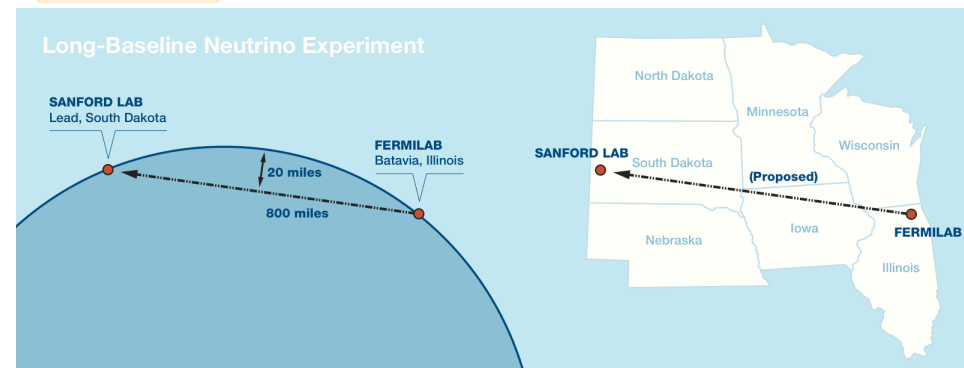 Long-Baseline Neutrino Experiment
SANFORD LAB
Lead, South Dakota
FERMILAB
Batavia, Illinois
20 miles
800 miles
North Dakota
Minnesota
Wisconsin
SANFORD LAB
South Dakota
(Proposed)
Nebraska
Iowa
FERMILAB
Illinois